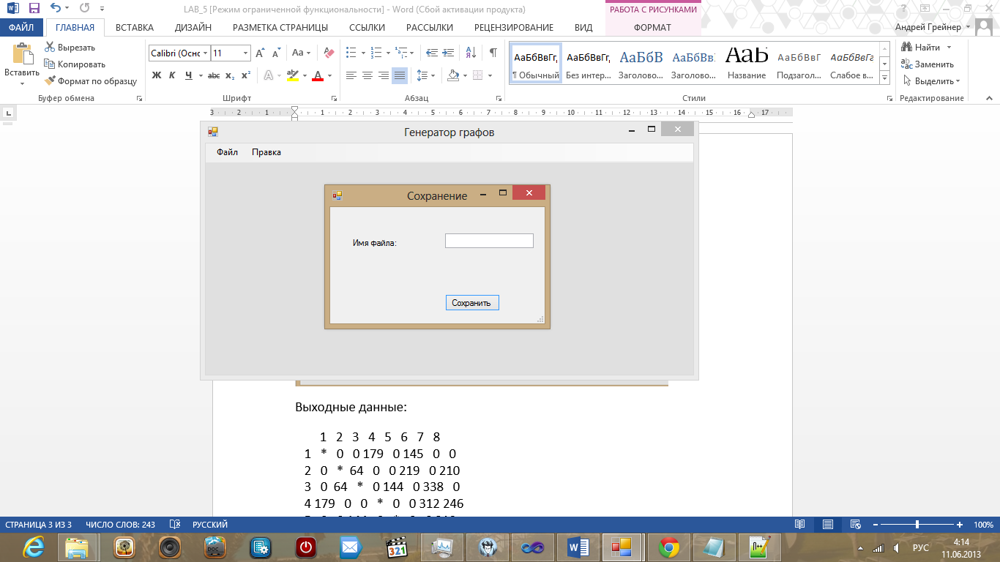 LAB_5 [Режим ограниченной функциональности] - Word (Сбой активации продукта)
РАБОТА С РИСУНКАМИ
ФАЙЛ ГЛАВНАЯ ВСТАВКА ДИЗАЙН РАЗМЕТКА СТРАНИЦЫ ССЫЛКИ РАССЫЛКИ РЕЦЕНЗИРОВАНИЕ ВИД ФОРМАТ Андрей Грейнер
Вставить
Вырезать
Копировать
Формат по образцу
Буфер обмена
Calibri (Оснс 11
Ж К Ч abc x₂ x²
Шрифт
Абзац
АаБбВвГг, АаБбВвГг, АаБбВ АаБбВв: АаБ АаБбВвГ АаБбВвГг
¶ Обычный Без интер... Заголово... Заголово... Название Подзагол... Слабое в...
Стили
Найти
Заменить
Выделить
Редактирование
3 2 1 1 2 3 4 5 6 7 8 9 10 11 12 13 14 15 16 17
Генератор графов
Файл Правка
Сохранение
Имя файла:
Сохранить
Выходные данные:
1 2 3 4 5 6 7 8
1 * 0 0 179 0 145 0 0
2 0 * 64 0 0 219 0 210
3 0 64 * 0 144 0 338 0
4 179 0 0 * 0 0 312 246
СТРАНИЦА 3 ИЗ 3 ЧИСЛО СЛОВ: 243 РУССКИЙ 100%
DOC
321
РУС
4:14
11.06.2013